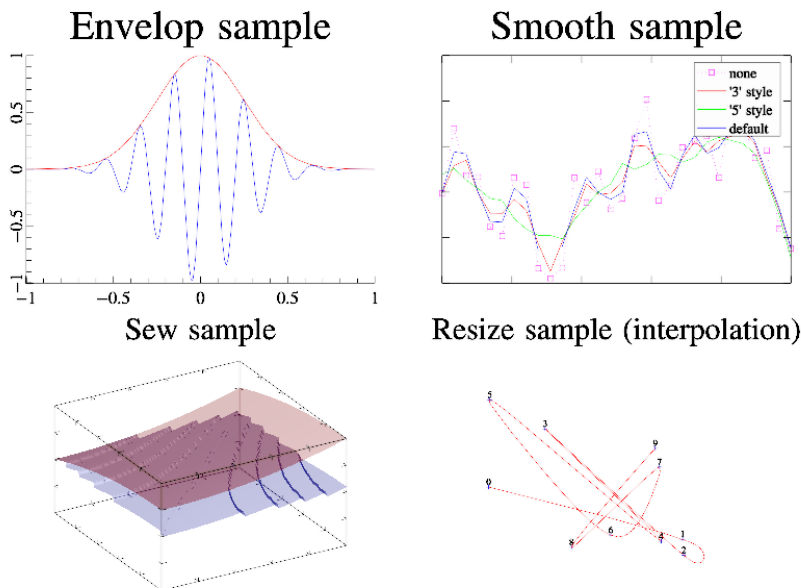 Envelop sample
Smooth sample
1
0.5
0
−0.5
−1
−1
−0.5
0
0.5
1
none
'3' style
'5' style
default
Sew sample
Resize sample (interpolation)
5
3
9
7
0
6
1
4
8
2